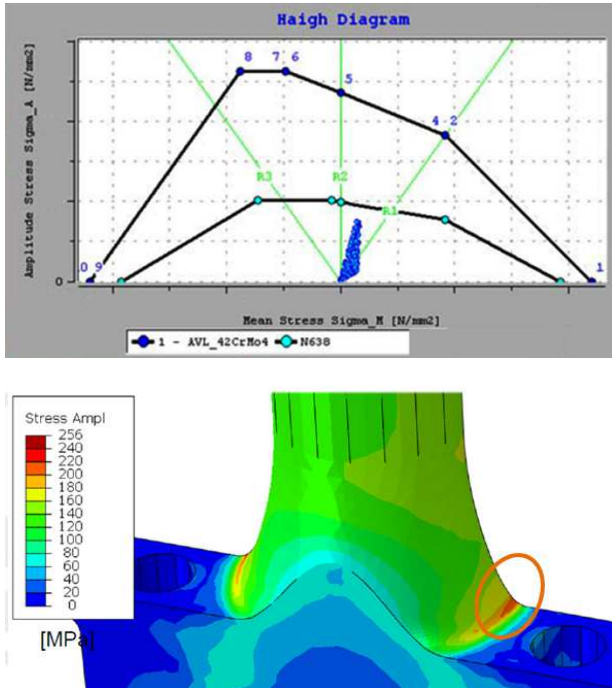 Haigh Diagram
Amplitude Stress Sigma_A [N/mm2]
8 7 6
5
4 2
R3 R2 R1
0 9
1
0
Mean Stress Sigma_M [N/mm2]
1 - AVL_42CrMo4 N638
Stress Ampl
256
240
220
200
180
160
140
120
100
80
60
40
20
0
[MPa]